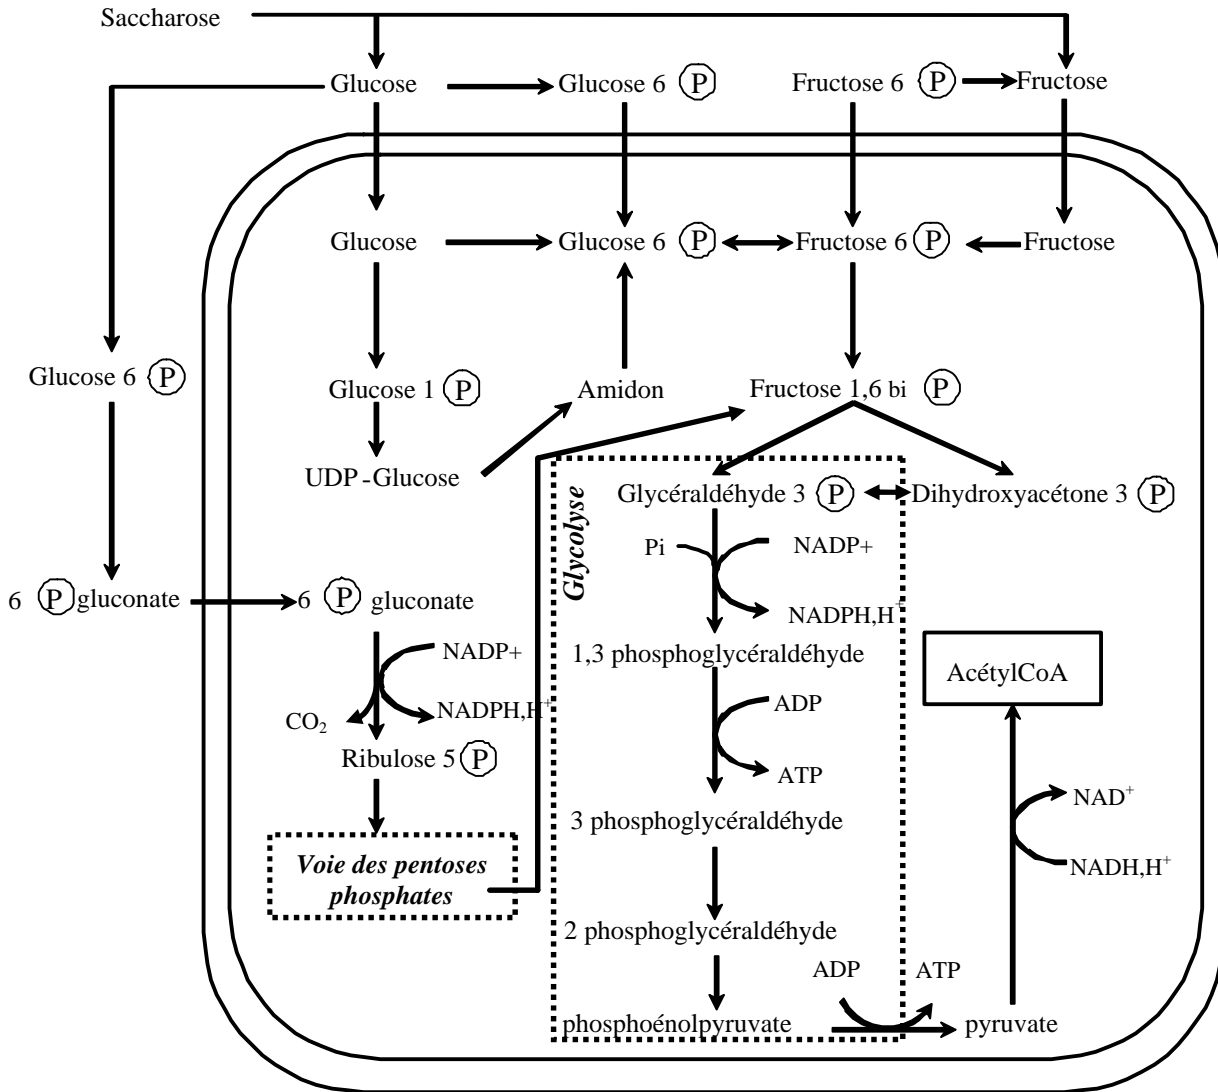 Saccharose
Glucose
Glucose 6 P
Fructose 6 P
Fructose
Glucose
Glucose 6 P
Fructose 6 P
Fructose
Glucose 6 P
Glucose 1 P
Amidon
Fructose 1,6 bi P
UDP-Glucose
Glycolyse
Glycéraldéhyde 3 P
Dihydroxyacétone 3 P
Pi
NADP+
NADPH,H+
6 P gluconate
6 P gluconate
NADP+
NADPH,H+
CO2
1,3 phosphoglycéraldéhyde
AcétylCoA
ADP
ATP
Ribulose 5 P
3 phosphoglycéraldéhyde
NAD+
NADH,H+
Voie des pentoses
phosphates
2 phosphoglycéraldéhyde
ADP
ATP
phosphoénolpyruvate
pyruvate